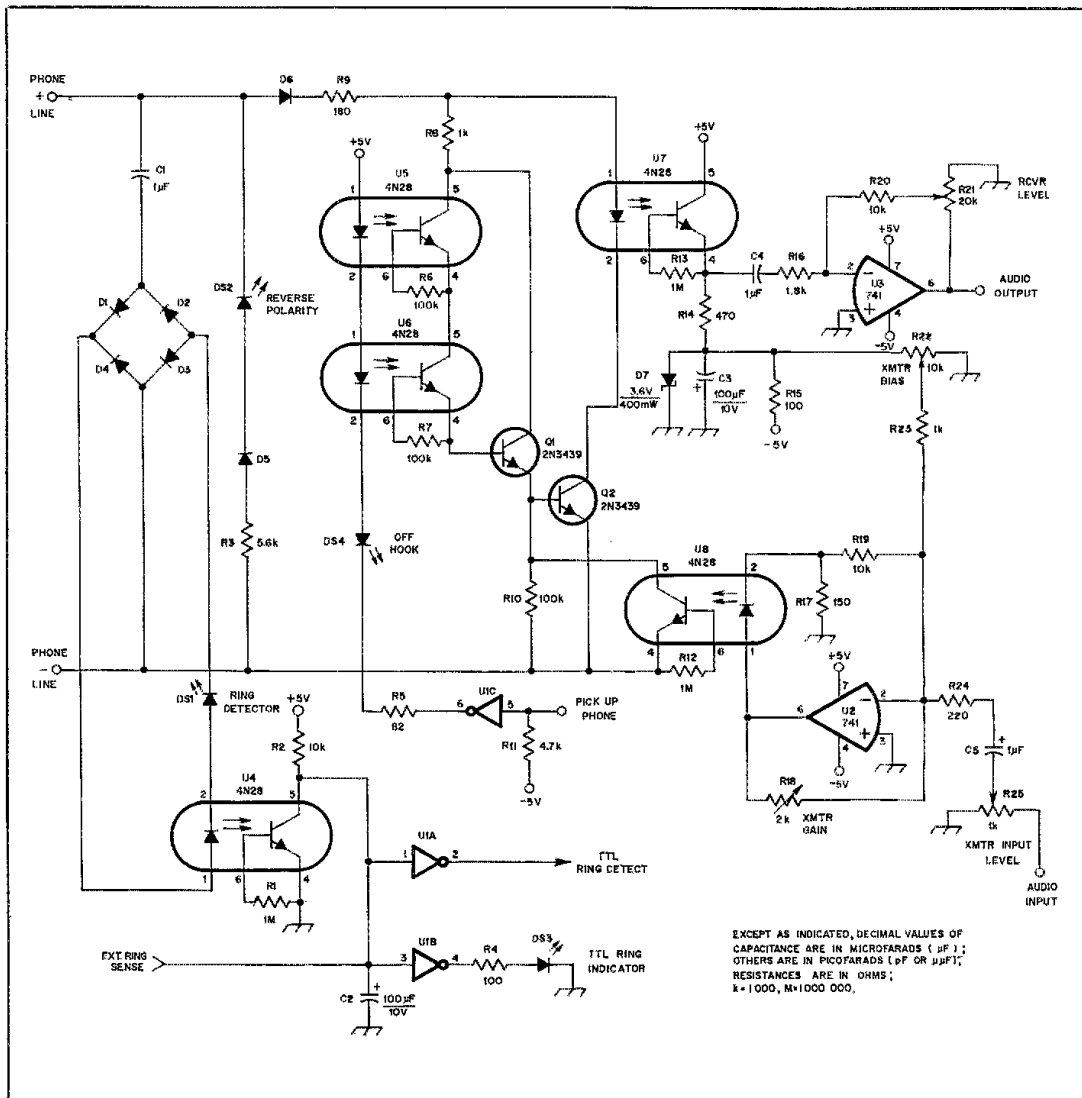 PHONE
+
LINE
D6
R9
180
R8
1k
C1
1µF
+5V
U5
4N28
1
5
2
6
4
R6
100k
U6
4N28
1
5
2
6
4
R7
100k
U7
4N28
+5V
1
5
2
6
4
R13
1M
C4
1µF
R16
1.8k
R20
10k
R21
20k
RCVR
LEVEL
+5V
7
2
-
U3
741
+
3
6
4
-5V
AUDIO
OUTPUT
R14
470
D7
3.6V
400mW
C3
+
100µF
10V
R15
100
-5V
R22
XMTR
BIAS
10k
R23
1k
D1
D2
D4
D3
DS2
REVERSE
POLARITY
D5
R3
5.6k
Q1
2N3439
Q2
2N3439
DS4
OFF
HOOK
R10
100k
U8
4N28
5
2
4
6
1
R12
1M
R19
10k
R17
150
+5V
7
6
U2
741
-
2
+
3
4
-5V
R24
220
C5
+
1µF
R25
1k
XMTR INPUT
LEVEL
AUDIO
INPUT
R18
2k
XMTR
GAIN
PHONE
-
LINE
DS1
RING
DETECTOR
+5V
R2
10k
R5
82
6
U1C
5
PICK UP
PHONE
R11
4.7k
-5V
U4
4N28
2
5
1
6
4
R1
1M
U1A
1
2
TTL
RING DETECT
EXT. RING
SENSE
U1B
3
4
R4
100
DS3
TTL RING
INDICATOR
C2
+
100µF
10V
EXCEPT AS INDICATED, DECIMAL VALUES OF
CAPACITANCE ARE IN MICROFARADS ( µF ) ;
OTHERS ARE IN PICOFARADS ( pF OR µµF);
RESISTANCES ARE IN OHMS ;
k=1000, M=1000 000.